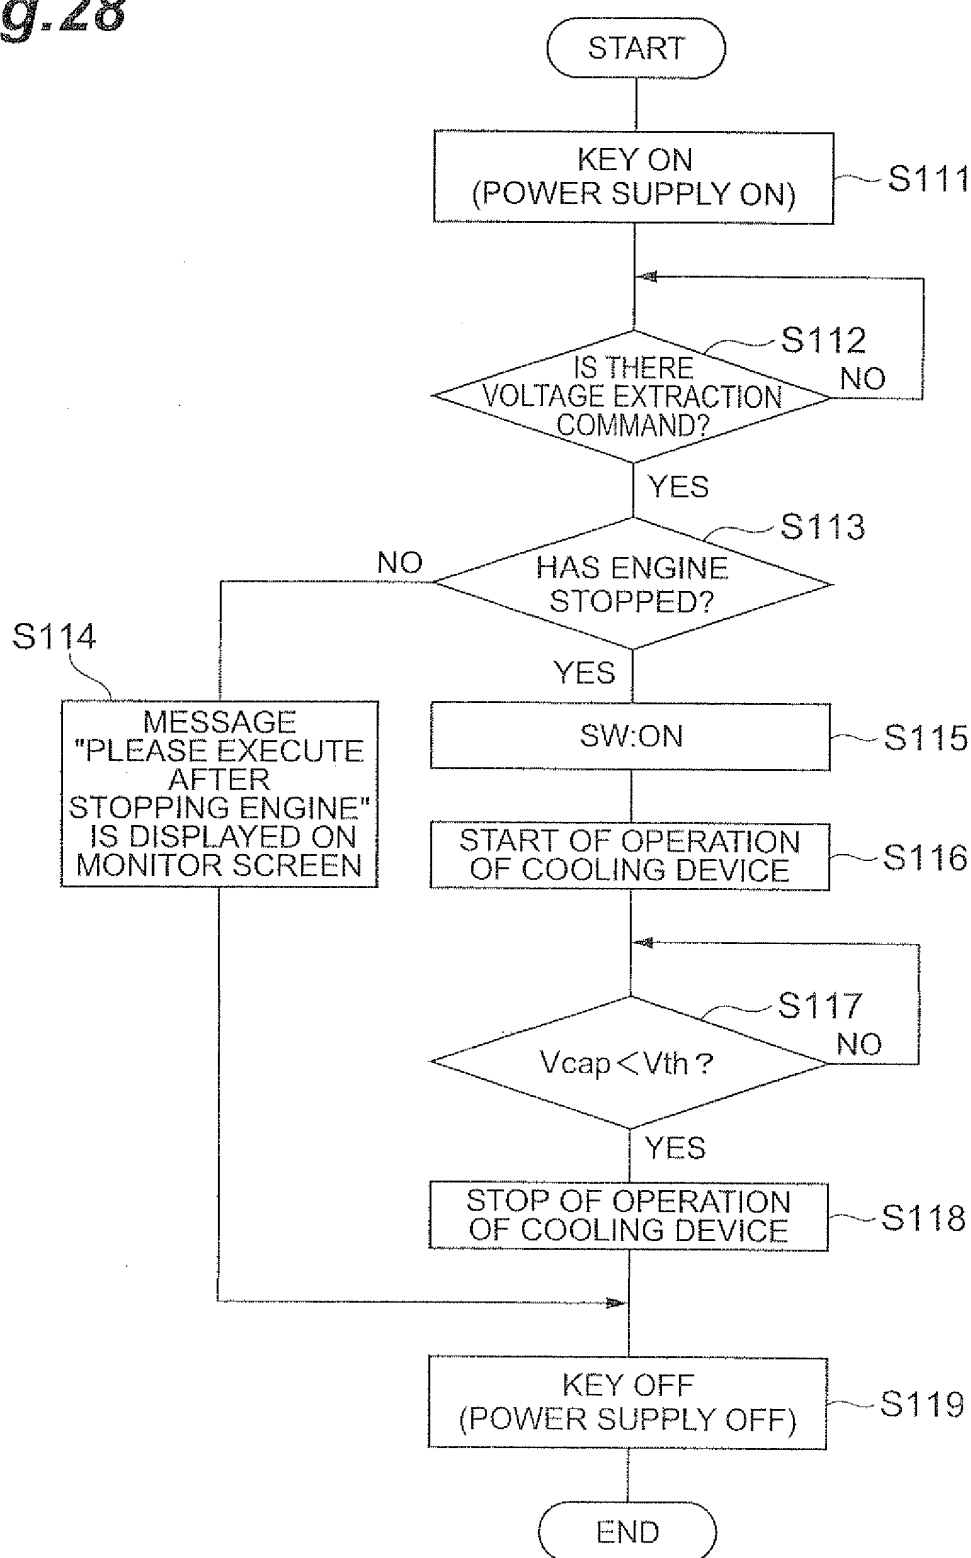 g.28
START
KEY ON
(POWER SUPPLY ON)
S111
S112
IS THERE
VOLTAGE EXTRACTION
COMMAND?
NO
YES
S113
HAS ENGINE
STOPPED?
NO
YES
S114
MESSAGE
"PLEASE EXECUTE
AFTER
STOPPING ENGINE"
IS DISPLAYED ON
MONITOR SCREEN
SW:ON
S115
START OF OPERATION
OF COOLING DEVICE
S116
S117
Vcap<Vth?
NO
YES
STOP OF OPERATION
OF COOLING DEVICE
S118
KEY OFF
(POWER SUPPLY OFF)
S119
END